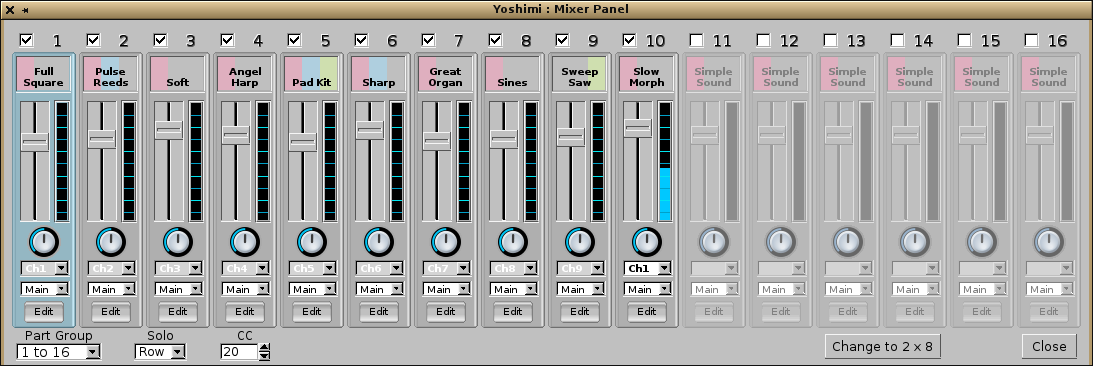 Yoshimi : Mixer Panel
1 2 3 4 5 6 7 8 9 10 11 12 13 14 15 16
Full Square Pulse Reeds Soft Angel Harp Pad Kit Sharp Great Organ Sines Sweep Saw Slow Morph Simple Sound Simple Sound Simple Sound Simple Sound Simple Sound Simple Sound
Ch1 Ch2 Ch3 Ch4 Ch5 Ch6 Ch7 Ch8 Ch9 Ch1
Main Main Main Main Main Main Main Main Main Main Main Main Main Main Main Main
Edit Edit Edit Edit Edit Edit Edit Edit Edit Edit Edit Edit Edit Edit Edit Edit
Part Group Solo CC
1 to 16 Row 20 Change to 2 x 8 Close